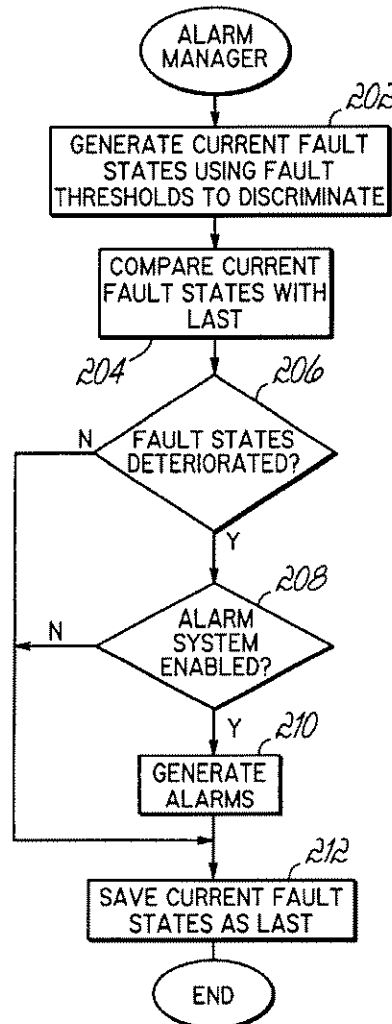 ALARM
MANAGER
202
GENERATE CURRENT FAULT
STATES USING FAULT
THRESHOLDS TO DISCRIMINATE
COMPARE CURRENT
FAULT STATES WITH
LAST
204
206
N
FAULT STATES
DETERIORATED?
Y
208
N
ALARM
SYSTEM
ENABLED?
Y
210
GENERATE
ALARMS
212
SAVE CURRENT FAULT
STATES AS LAST
END